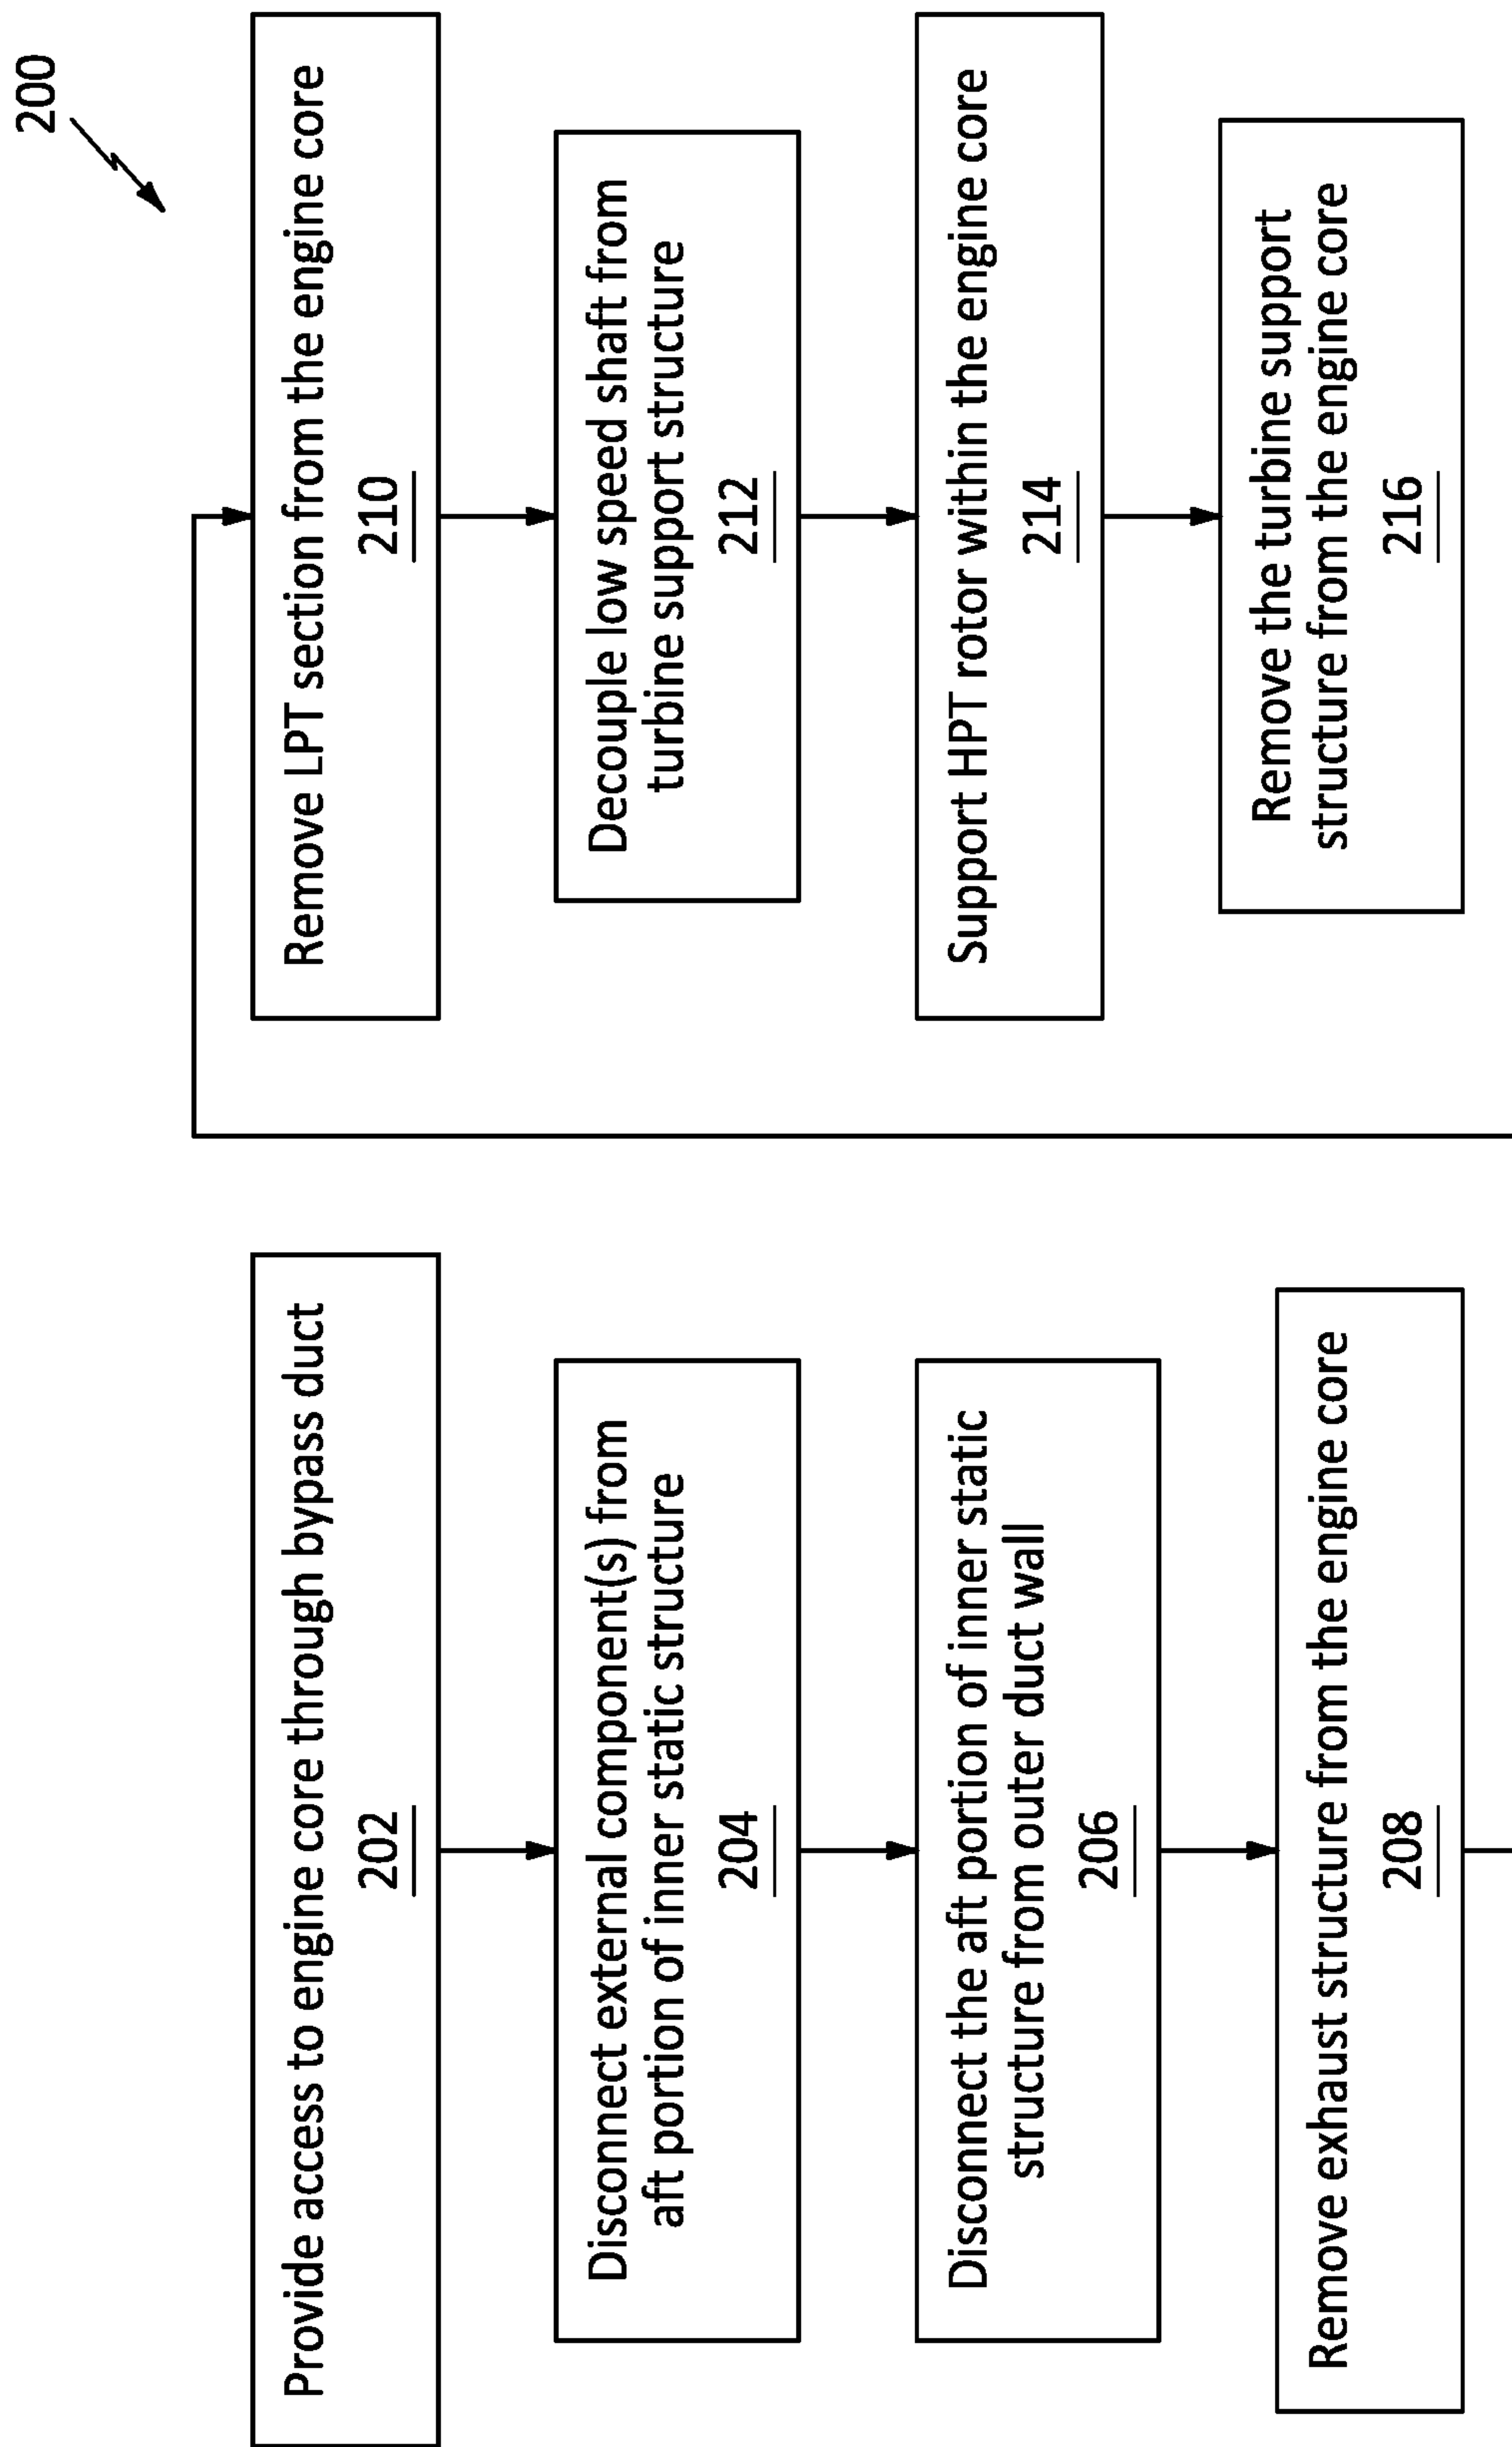 200
Provide access to engine core through bypass duct
202
Disconnect external component(s) from
aft portion of inner static structure
204
Disconnect the aft portion of inner static
structure from outer duct wall
206
Remove exhaust structure from the engine core
208
Remove LPT section from the engine core
210
Decouple low speed shaft from
turbine support structure
212
Support HPT rotor within the engine core
214
Remove the turbine support
structure from the engine core
216